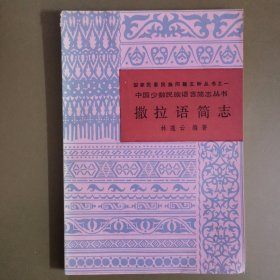 国家民委民族问题五种丛书之一
中国少数民族语言简志丛书
撒拉语简志
林莲云 编著